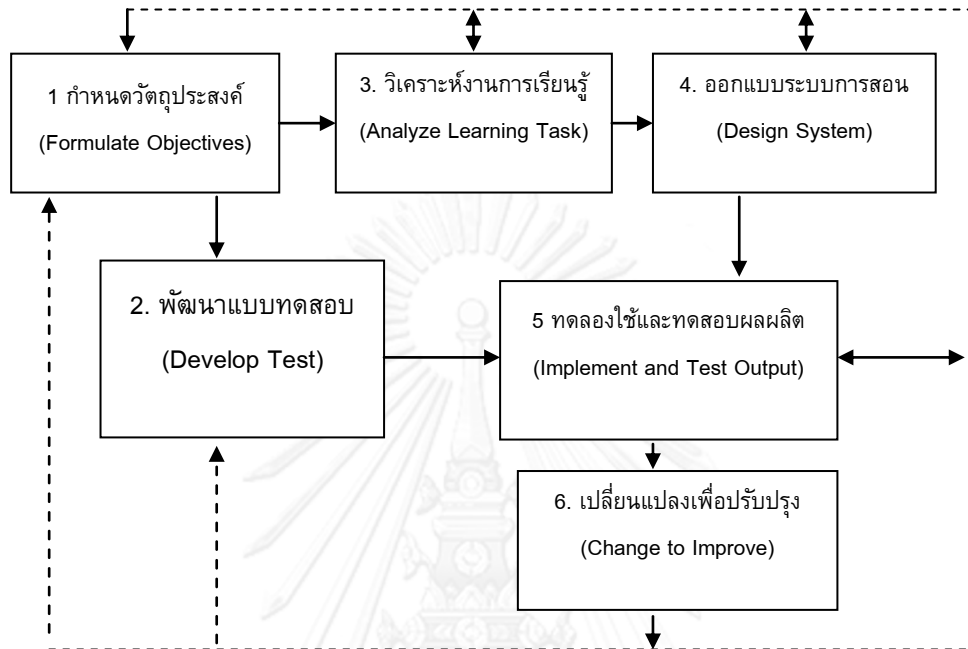 1 กำหนดวัตถุประสงค์
(Formulate Objectives)
3. วิเคราะห์งานการเรียนรู้
(Analyze Learning Task)
4. ออกแบบระบบการสอน
(Design System)
2. พัฒนาแบบทดสอบ
(Develop Test)
5 ทดลองใช้และทดสอบผลผลิต
(Implement and Test Output)
6. เปลี่ยนแปลงเพื่อปรับปรุง
(Change to Improve)